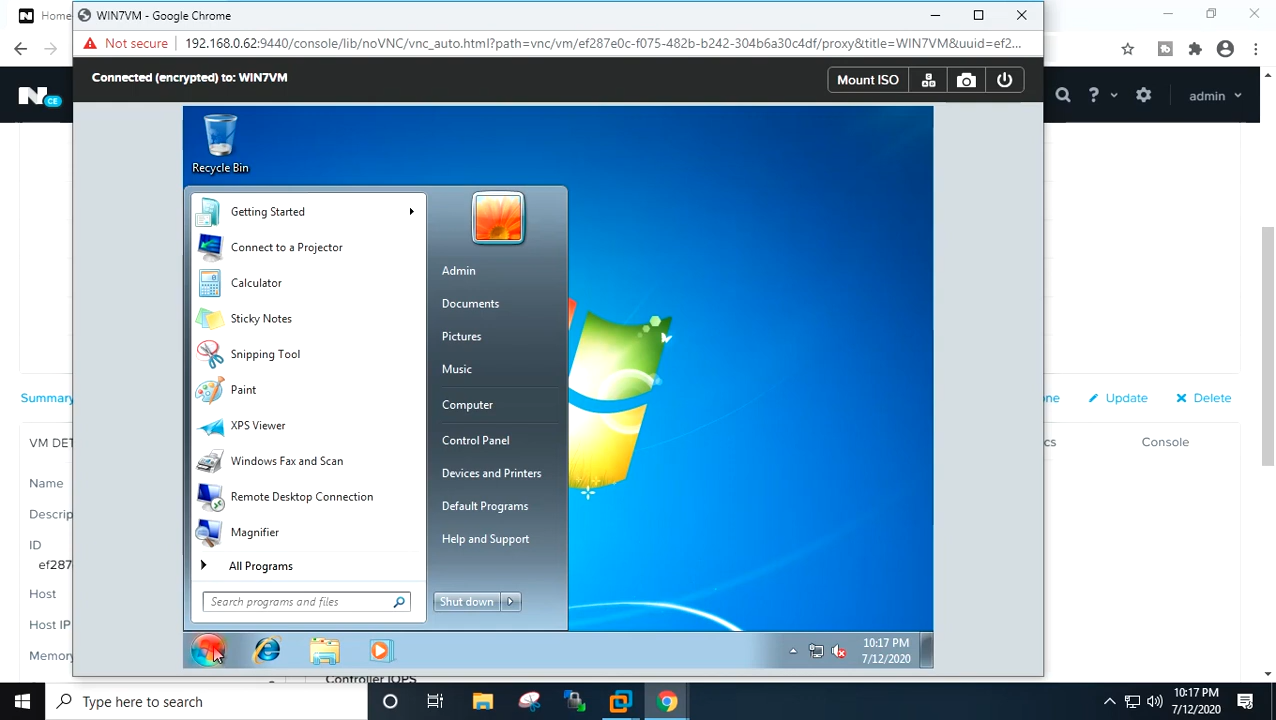 Home
WIN7VM - Google Chrome
Not secure
192.168.0.62:9440/console/lib/noVNC/vnc_auto.html?path=vnc/vm/ef287e0c-f075-482b-b242-304b6a30c4df/proxy&title=WIN7VM&uuid=ef2...
Connected (encrypted) to: WIN7VM
Mount ISO
N CE
?
admin
Recycle Bin
Getting Started
Connect to a Projector
Calculator
Sticky Notes
Snipping Tool
Paint
XPS Viewer
Windows Fax and Scan
Remote Desktop Connection
Magnifier
All Programs
Search programs and files
Admin
Documents
Pictures
Music
Computer
Control Panel
Devices and Printers
Default Programs
Help and Support
Shut down
10:17 PM
7/12/2020
Summary
one
Update
Delete
VM DET
cs
Console
Name
Descrip
ID
ef287
Host
Host IP
Memor
Controller IOPS
Type here to search
10:17 PM
7/12/2020